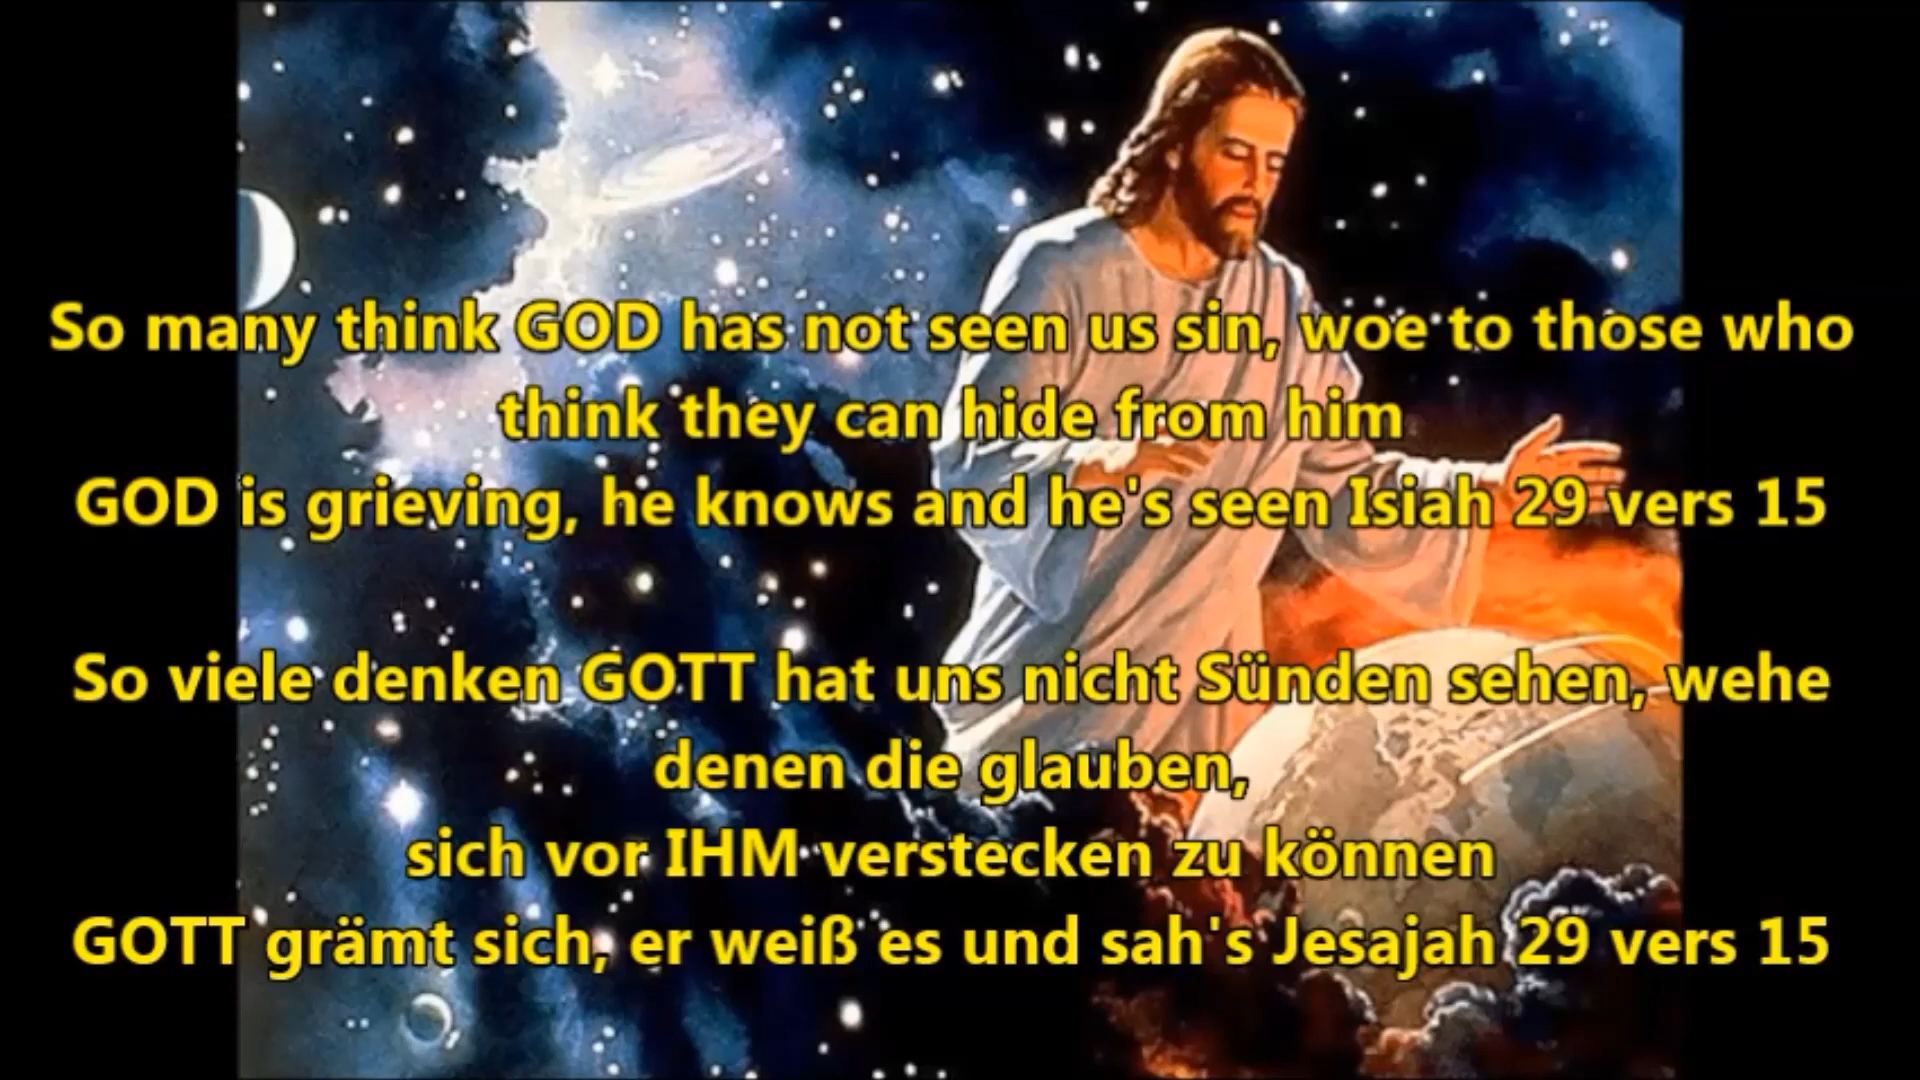 So many think GOD has not seen us sin, woe to those who
think they can hide from him
GOD is grieving, he knows and he's seen Isiah 29 vers 15
So viele denken GOTT hat uns nicht Sünden sehen, wehe
denen die glauben,
sich vor IHM verstecken zu können
GOTT grämt sich, er weiß es und sah's Jesajah 29 vers 15